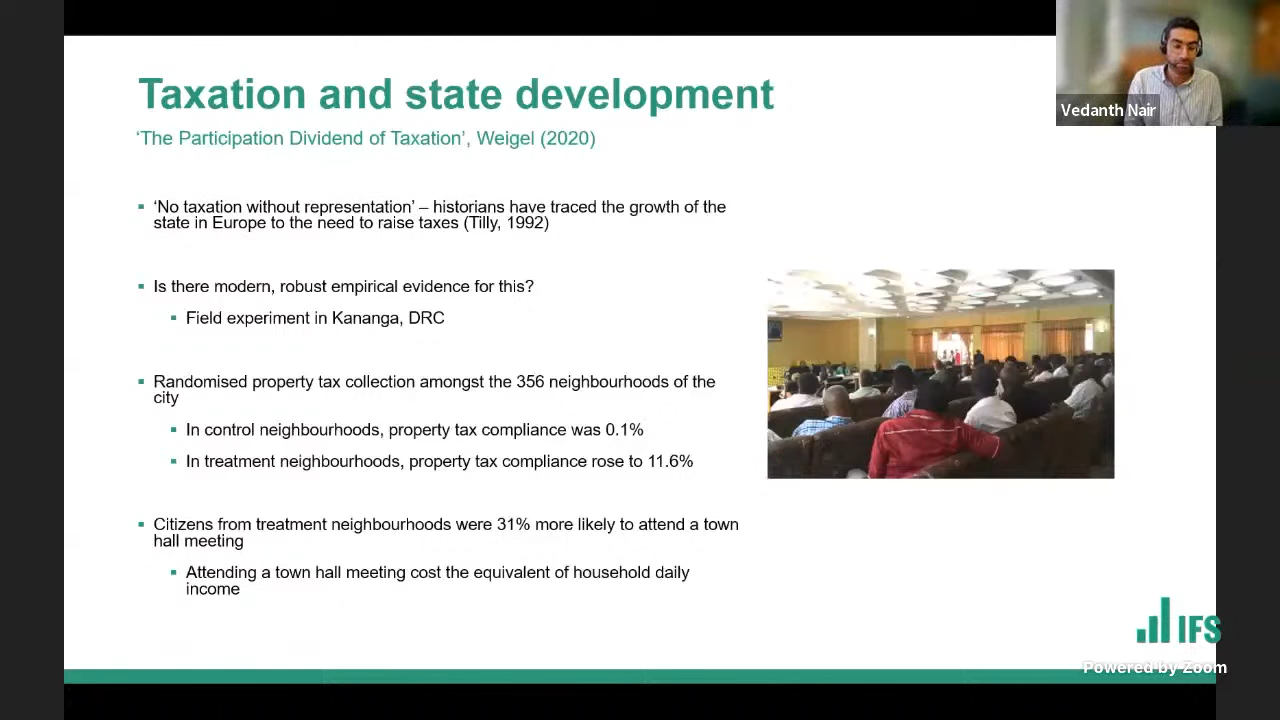 Taxation and state development
‘The Participation Dividend of Taxation’, Weigel (2020)
Vedanth Nair
‘No taxation without representation’ – historians have traced the growth of the
state in Europe to the need to raise taxes (Tilly, 1992)
Is there modern, robust empirical evidence for this?
Field experiment in Kananga, DRC
Randomised property tax collection amongst the 356 neighbourhoods of the
city
In control neighbourhoods, property tax compliance was 0.1%
In treatment neighbourhoods, property tax compliance rose to 11.6%
Citizens from treatment neighbourhoods were 31% more likely to attend a town
hall meeting
Attending a town hall meeting cost the equivalent of household daily
income
IFS
Powered by Zoom